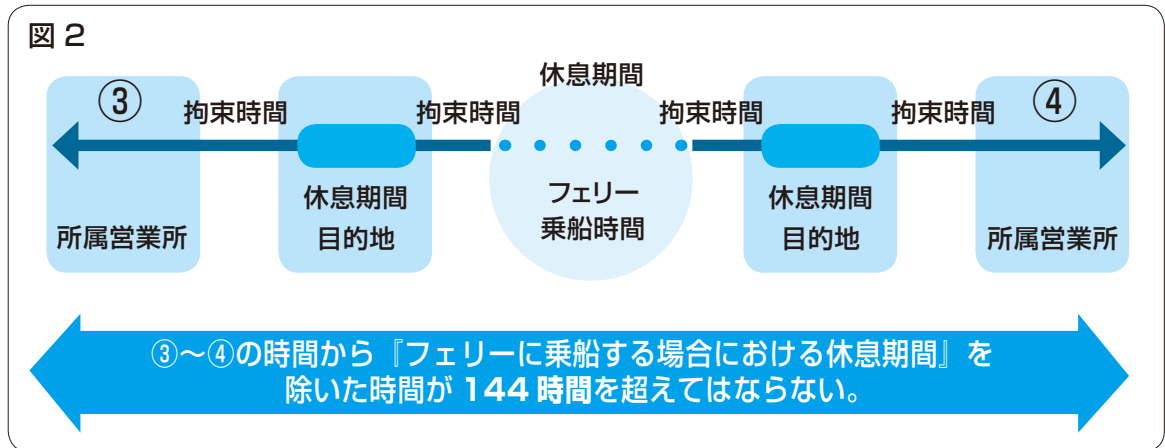 図2
休息期間
③
拘束時間
拘束時間
拘束時間
拘束時間
④
所属営業所
休息期間
目的地
フェリー
乗船時間
休息期間
目的地
所属営業所
③～④の時間から『フェリーに乗船する場合における休息期間』を
除いた時間が 144 時間を超えてはならない。